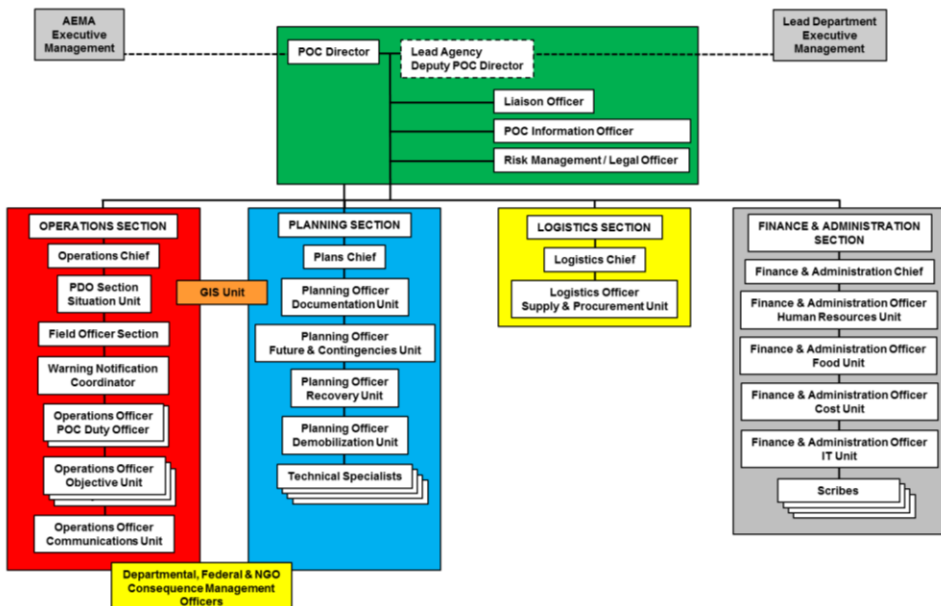 AEMA
Executive
Management
Lead Department
Executive
Management
POC Director
Lead Agency
Deputy POC Director
Liaison Officer
POC Information Officer
Risk Management / Legal Officer
OPERATIONS SECTION
Operations Chief
PDO Section
Situation Unit
Field Officer Section
Warning Notification
Coordinator
Operations Officer
POC Duty Officer
Operations Officer
Objective Unit
Operations Officer
Communications Unit
GIS Unit
PLANNING SECTION
Plans Chief
Planning Officer
Documentation Unit
Planning Officer
Future & Contingencies Unit
Planning Officer
Recovery Unit
Planning Officer
Demobilization Unit
Technical Specialists
LOGISTICS SECTION
Logistics Chief
Logistics Officer
Supply & Procurement Unit
FINANCE & ADMINISTRATION
SECTION
Finance & Administration Chief
Finance & Administration Officer
Human Resources Unit
Finance & Administration Officer
Food Unit
Finance & Administration Officer
Cost Unit
Finance & Administration Officer
IT Unit
Scribes
Departmental, Federal & NGO
Consequence Management
Officers